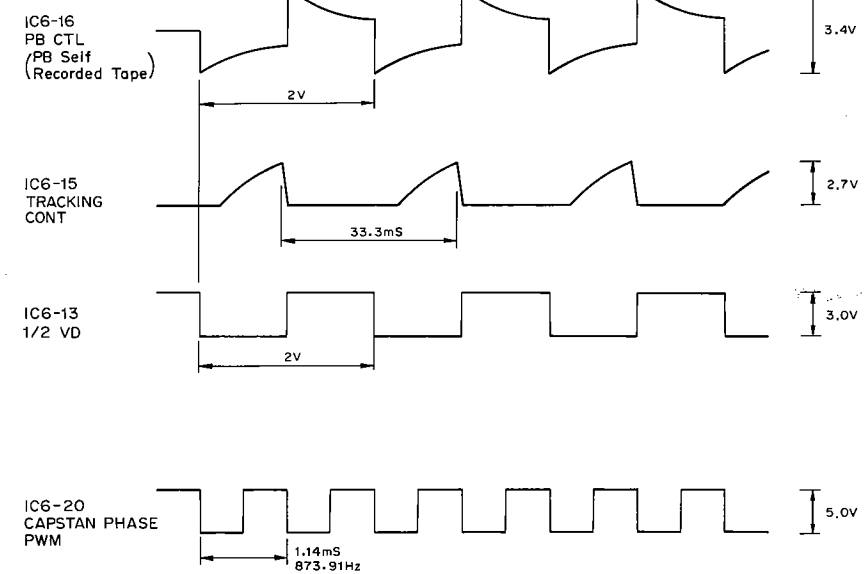 IC6-16
PB CTL
(PB Self
Recorded Tape)
3.4V
2V
IC6-15
TRACKING
CONT
2.7V
33.3mS
IC6-13
1/2 VD
3.0V
2V
IC6-20
CAPSTAN PHASE
PWM
5.0V
1.14mS
873.91Hz